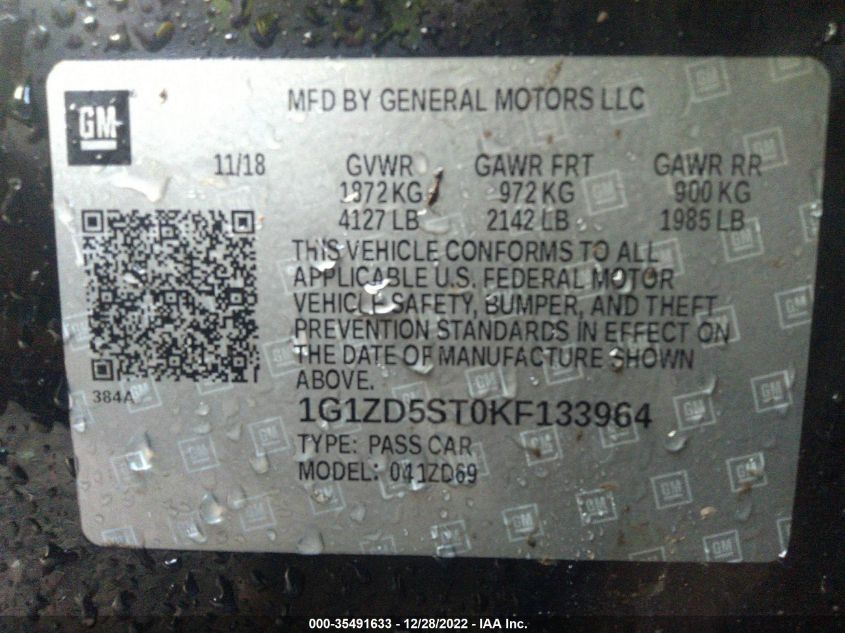 MFD BY GENERAL MOTORS LLC
GM
11/18 GVWR GAWR FRT GAWR RR
1872 KG 972 KG 900 KG
4127 LB 2142 LB 1985 LB
THIS VEHICLE CONFORMS TO ALL
APPLICABLE U.S. FEDERAL MOTOR
VEHICLE SAFETY, BUMPER, AND THEFT
PREVENTION STANDARDS IN EFFECT ON
THE DATE OF MANUFACTURE SHOWN
ABOVE.
384A
1G1ZD5ST0KF133964
TYPE: PASS CAR
MODEL: 041ZD69
000-35491633 - 12/28/2022 - IAA Inc.